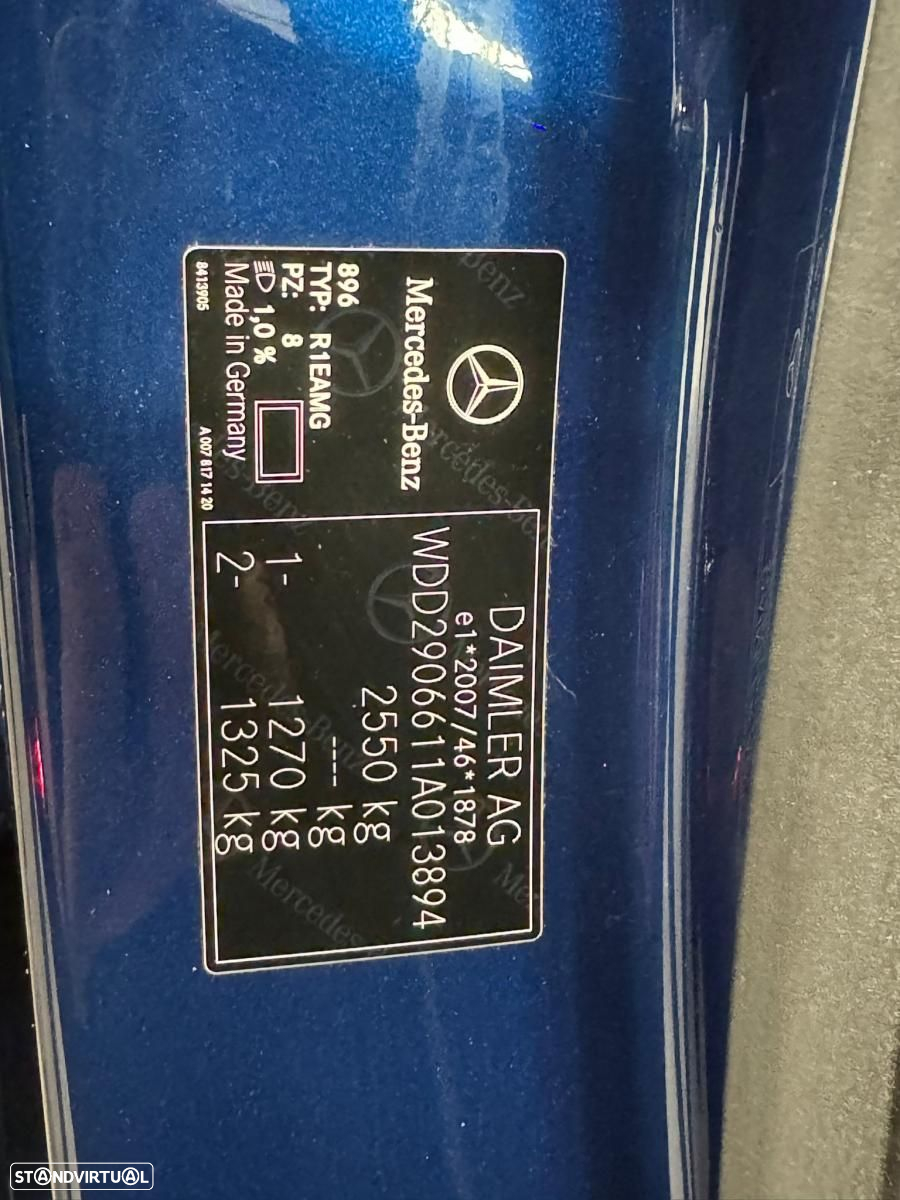 Mercedes-Benz
896
TYP: R1EAMG
PZ: 8
1,0 %
Made in Germany
8413905
A 007 817 14 20
DAIMLER AG
e1*2007/46*1878
WDD2906611A013894
2550 kg
---- kg
1- 1270 kg
2- 1325 kg
STANDVIRTUAL